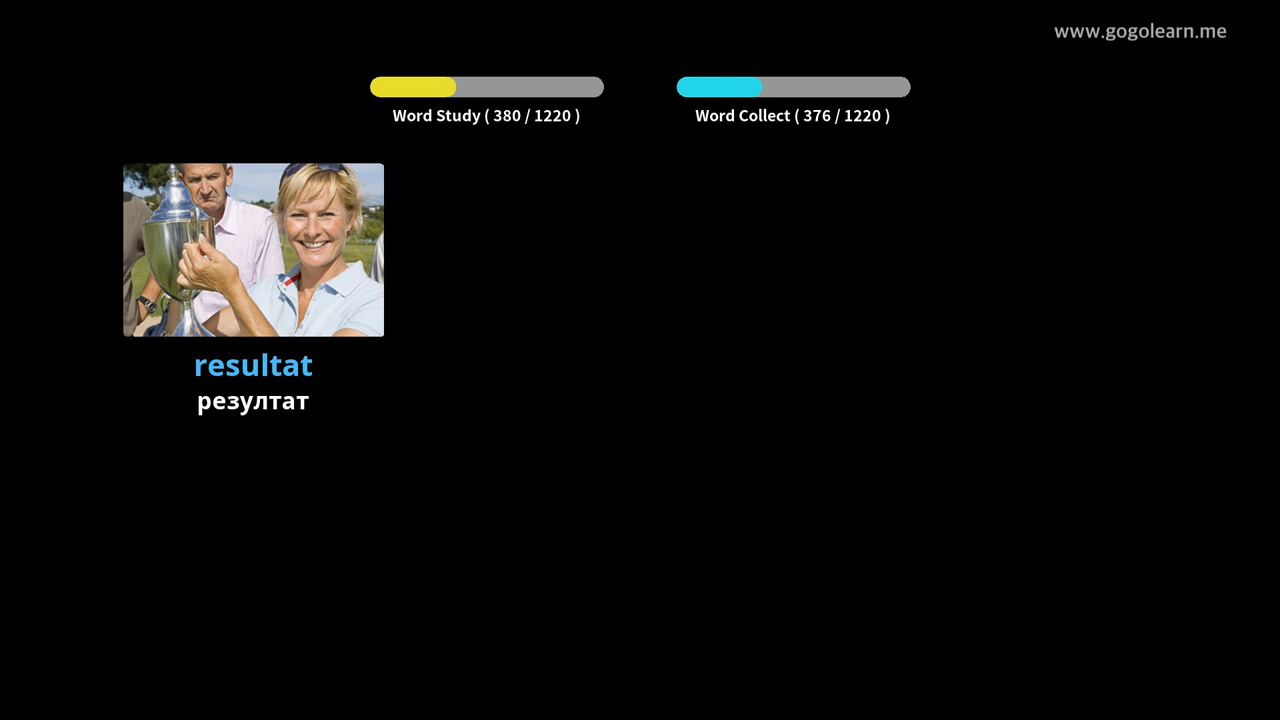 www.gogolearn.me
Word Study ( 380 / 1220 )
Word Collect ( 376 / 1220 )
resultat
резултат